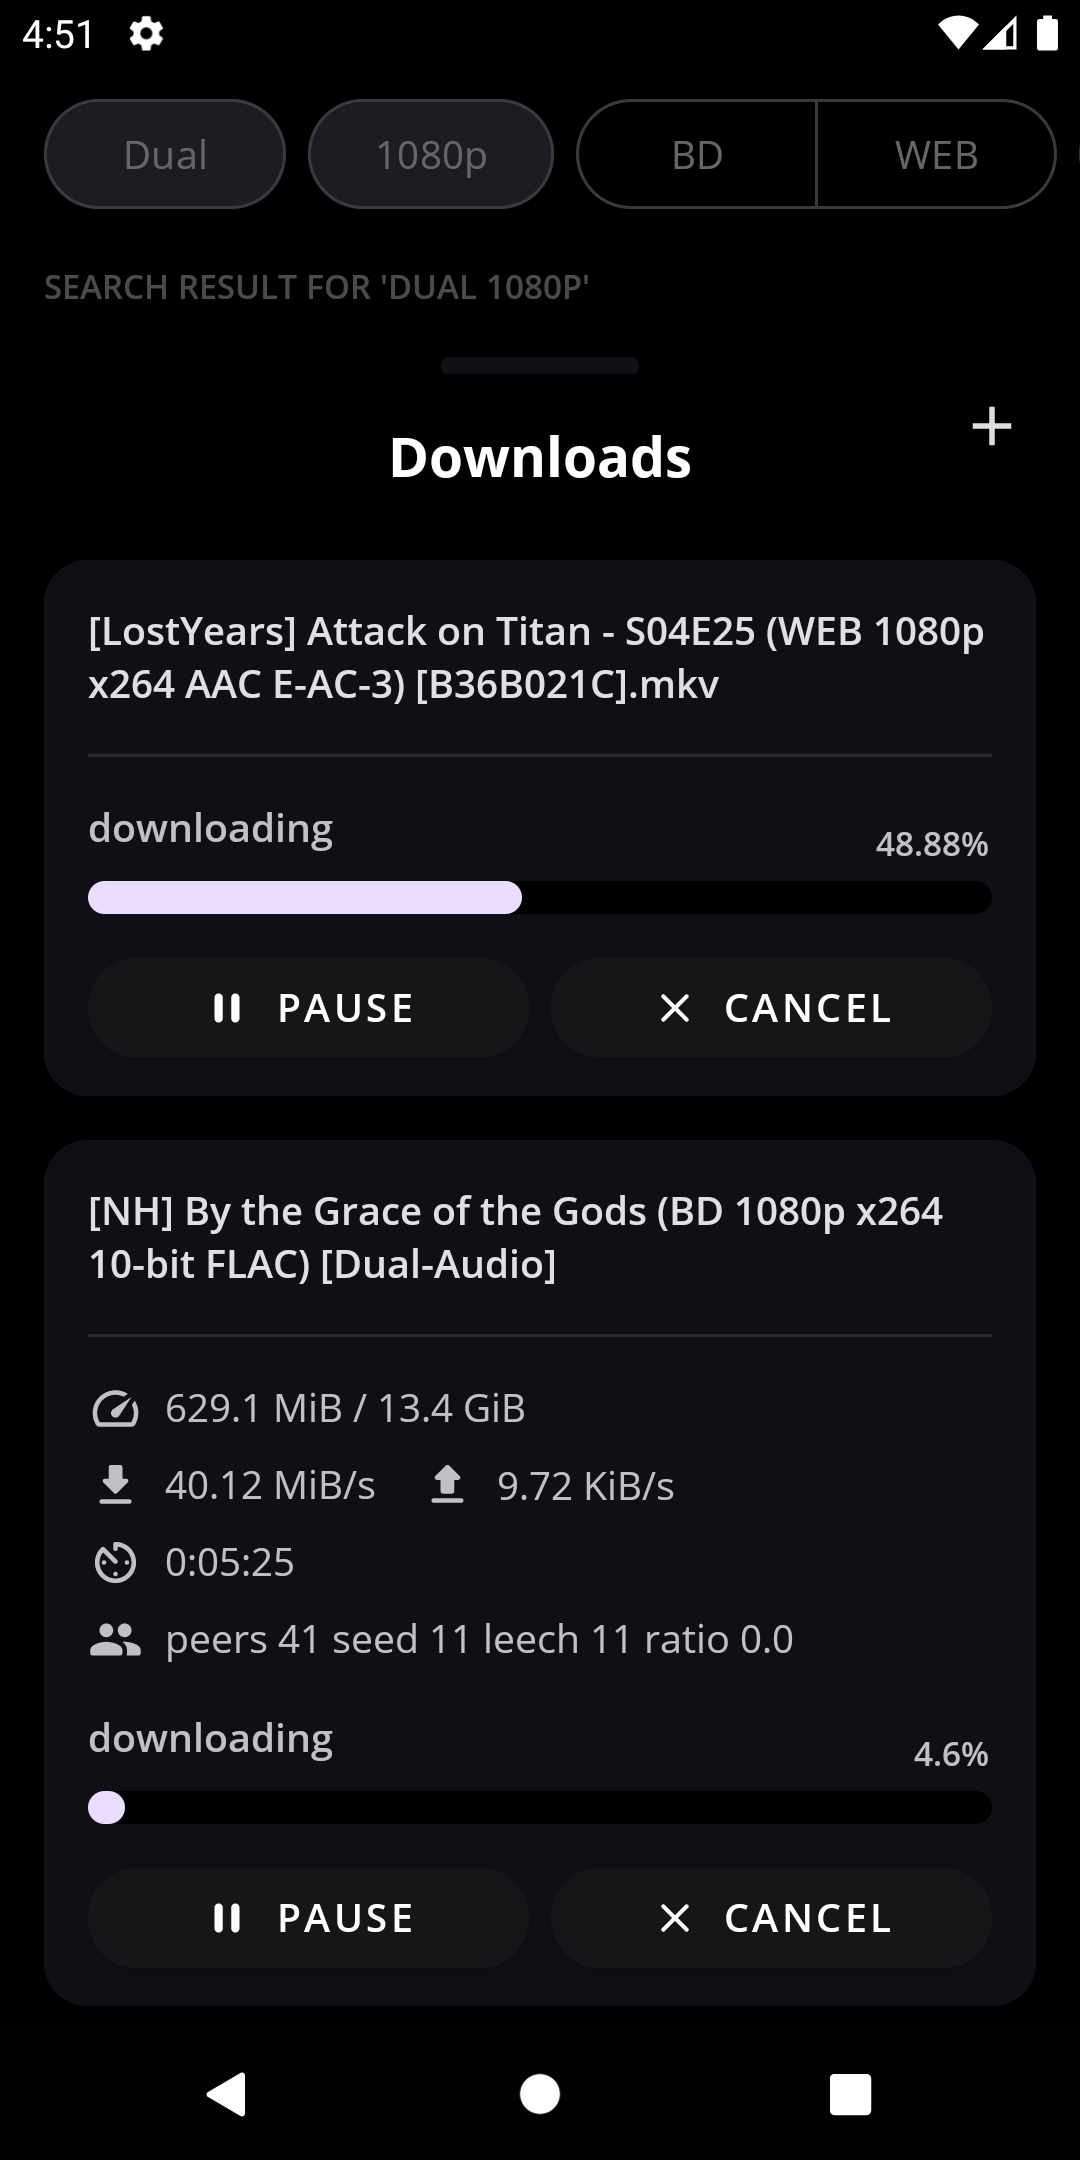 4:51
Dual 1080p BD WEB
SEARCH RESULT FOR 'DUAL 1080P'
Downloads
[LostYears] Attack on Titan - S04E25 (WEB 1080p
x264 AAC E-AC-3) [B36B021C].mkv
downloading 48.88%
PAUSE CANCEL
[NH] By the Grace of the Gods (BD 1080p x264
10-bit FLAC) [Dual-Audio]
629.1 MiB / 13.4 GiB
40.12 MiB/s 9.72 KiB/s
0:05:25
peers 41 seed 11 leech 11 ratio 0.0
downloading 4.6%
PAUSE CANCEL